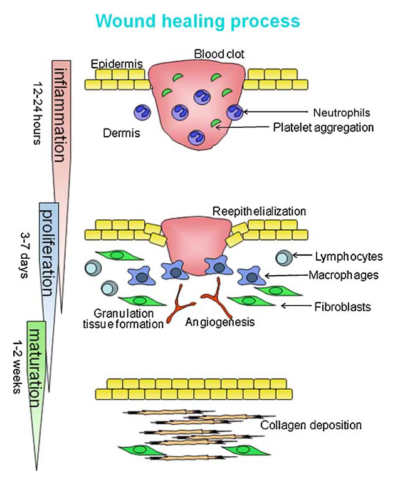 Wound healing process
Blood clot
Epidermis
inflammation
12-24 hours
Neutrophils
Platelet aggregation
Dermis
Reepithelialization
proliferation
3-7 days
Lymphocytes
Macrophages
Fibroblasts
Granulation
tissue formation
Angiogenesis
maturation
1-2 weeks
Collagen deposition